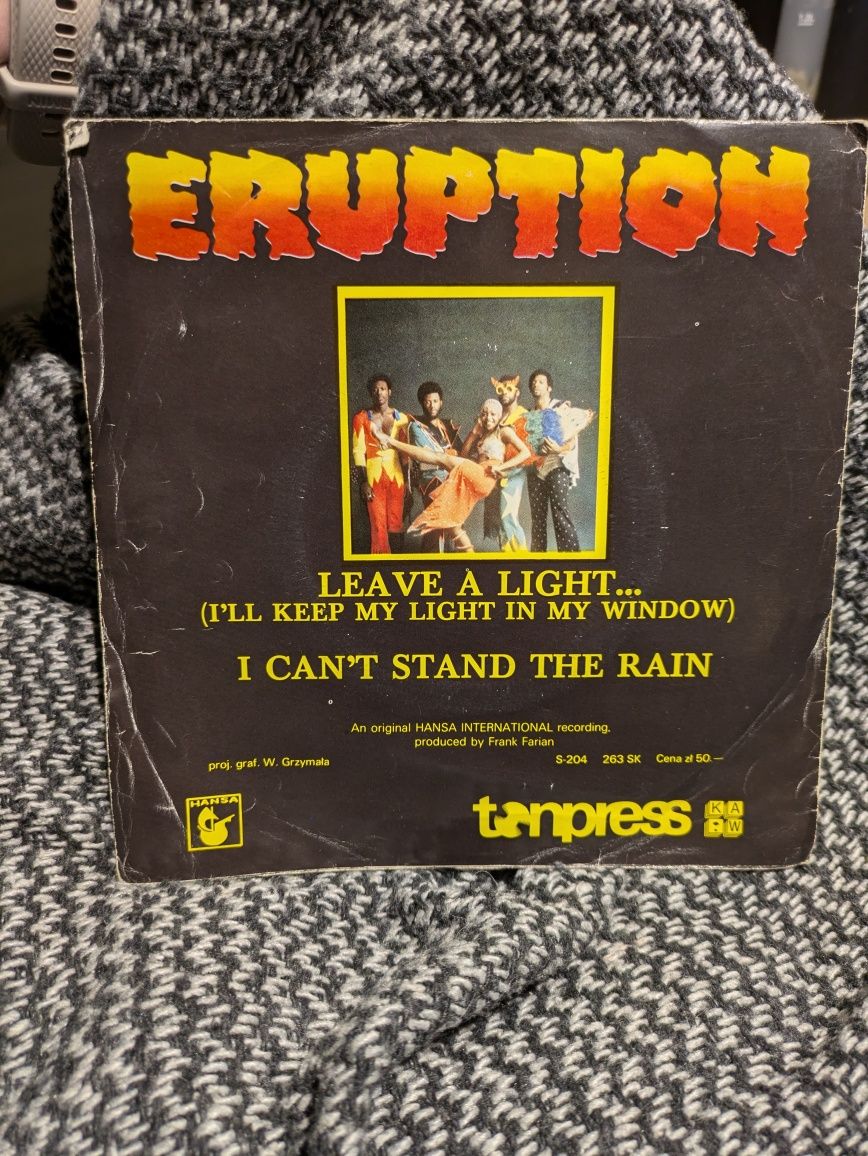 ERUPTION
LEAVE A LIGHT...
(I'LL KEEP MY LIGHT IN MY WINDOW)
I CAN'T STAND THE RAIN
An original HANSA INTERNATIONAL recording,
produced by Frank Farian
proj. graf. W. Grzymała
S-204 263 SK Cena zł 50.—
HANSA
tonpress
KA
W